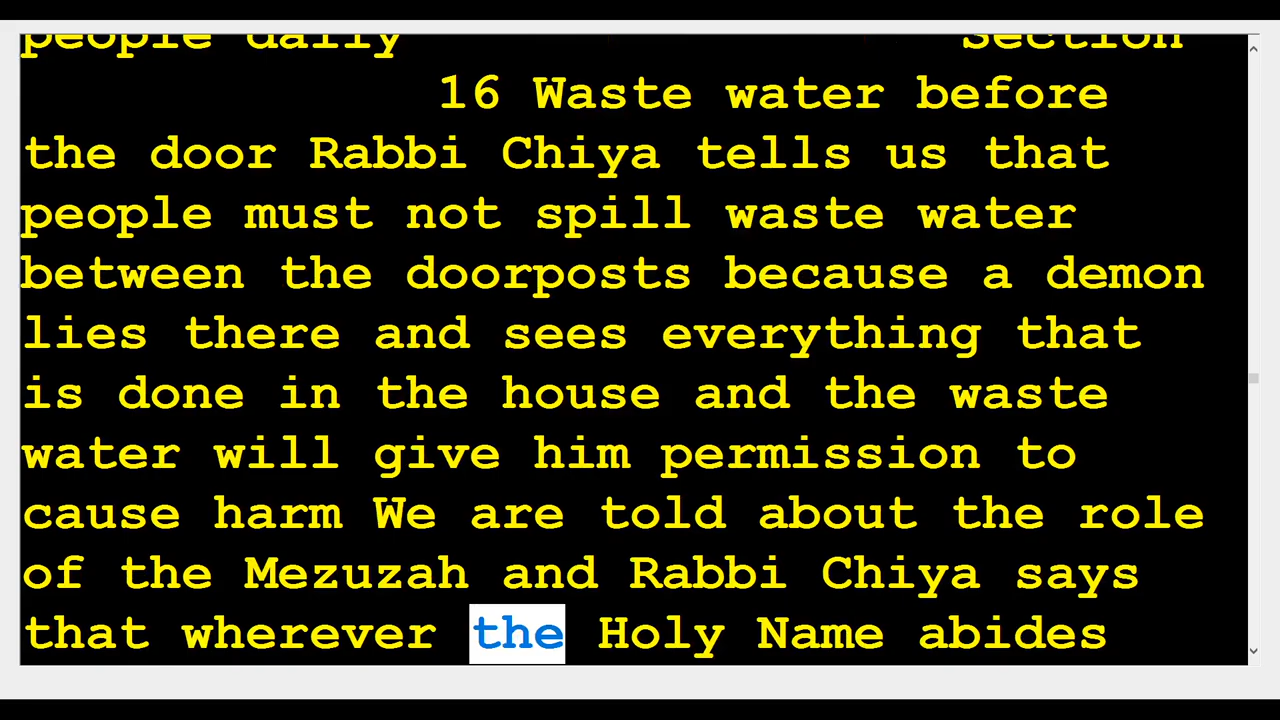 people daily Section
16 Waste water before
the door Rabbi Chiya tells us that
people must not spill waste water
between the doorposts because a demon
lies there and sees everything that
is done in the house and the waste
water will give him permission to
cause harm We are told about the role
of the Mezuzah and Rabbi Chiya says
that wherever the Holy Name abides